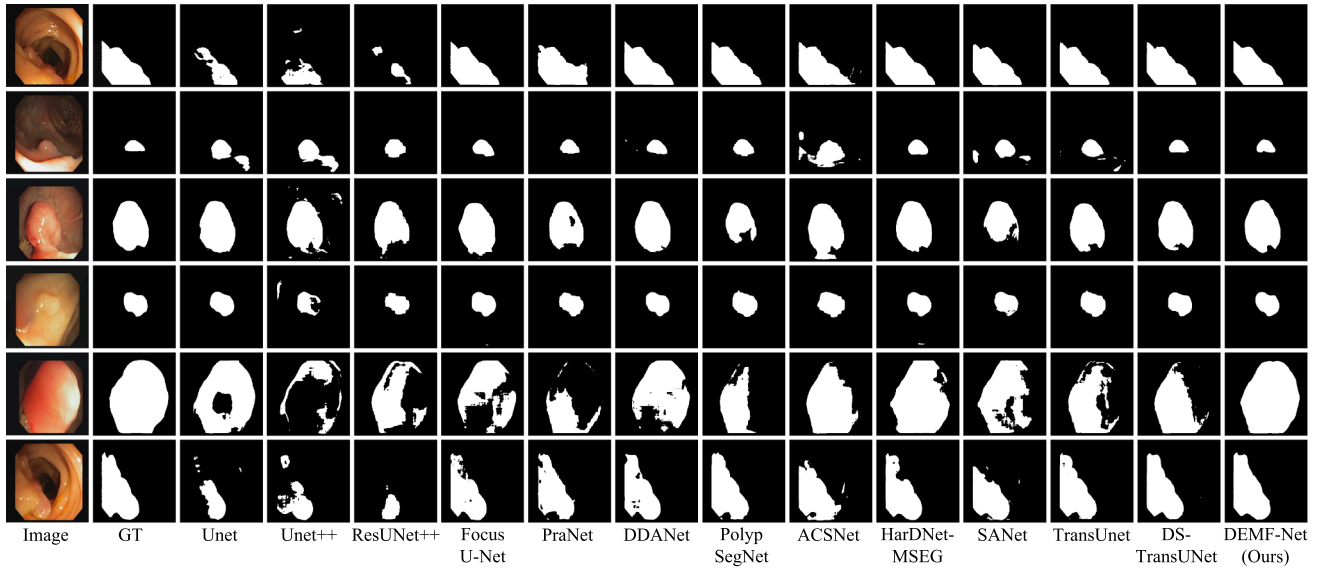 Image GT Unet Unet++ ResUNet++ Focus U-Net PraNet DDANet Polyp SegNet ACSNet HarDNet-MSEG SANet TransUnet DS-TransUNet DEMF-Net (Ours)